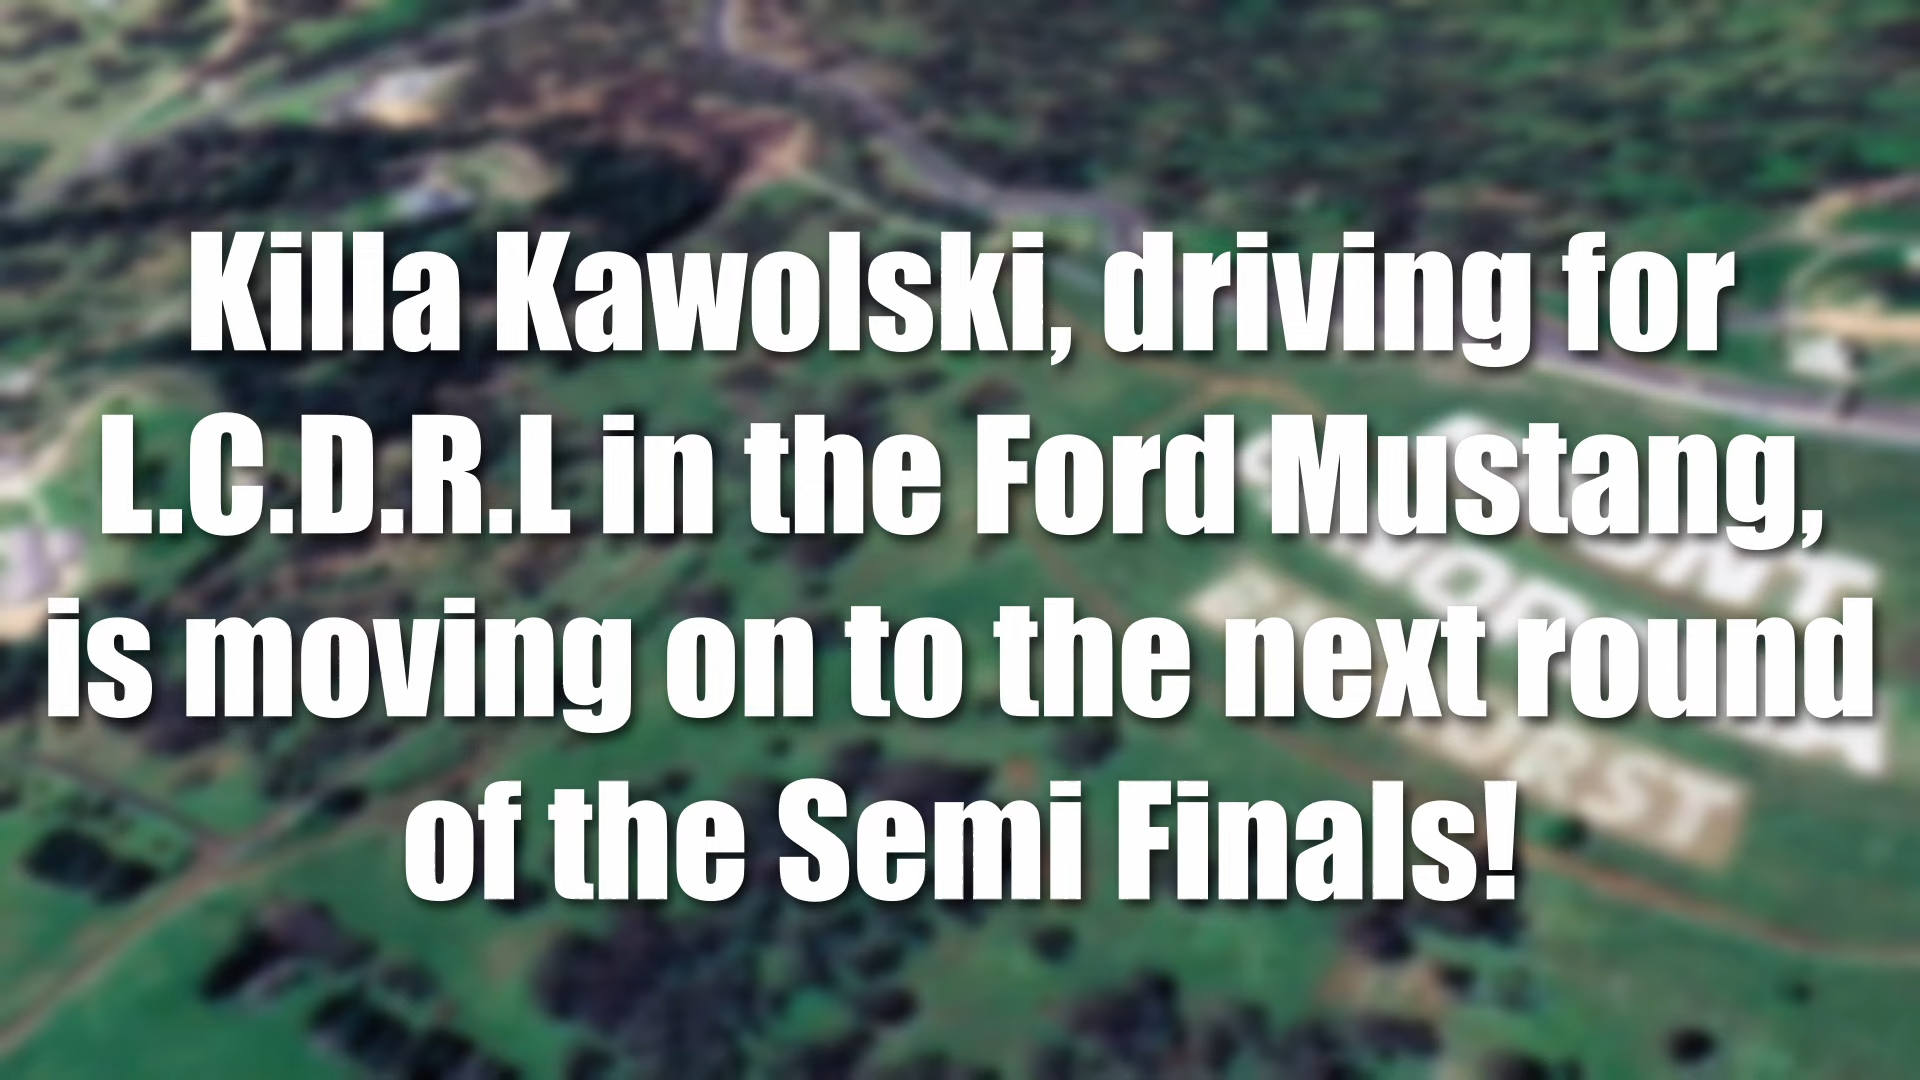 Killa Kawolski, driving for
L.C.D.R.L in the Ford Mustang,
is moving on to the next round
of the Semi Finals!